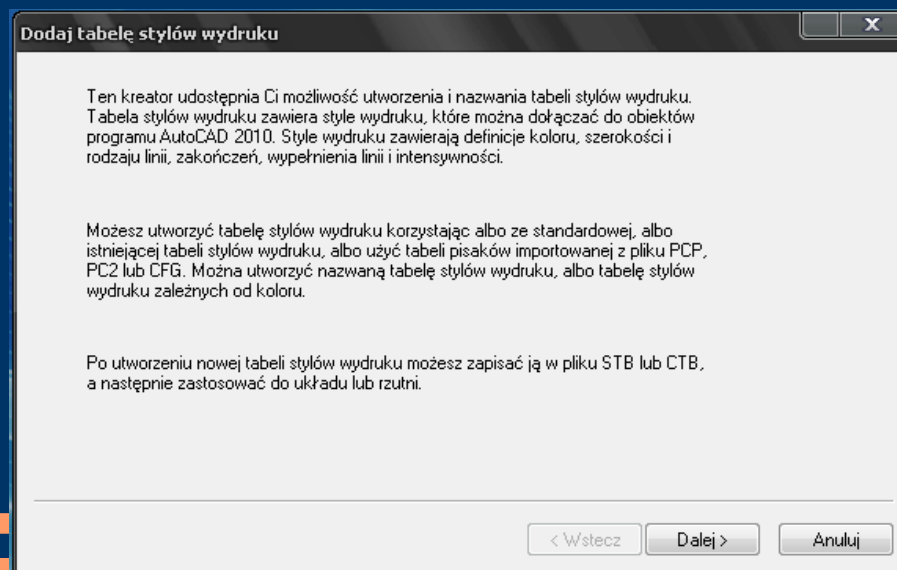 Dodaj tabelę stylów wydruku
X
Ten kreator udostępnia Ci możliwość utworzenia i nazwania tabeli stylów wydruku.
Tabela stylów wydruku zawiera style wydruku, które można dołączać do obiektów
programu AutoCAD 2010. Style wydruku zawierają definicje koloru, szerokości i
rodzaju linii, zakończeń, wypełnienia linii i intensywności.
Możesz utworzyć tabelę stylów wydruku korzystając albo ze standardowej, albo
istniejącej tabeli stylów wydruku, albo użyć tabeli pisaków importowanej z pliku PCP,
PC2 lub CFG. Można utworzyć nazwaną tabelę stylów wydruku, albo tabelę stylów
wydruku zależnych od koloru.
Po utworzeniu nowej tabeli stylów wydruku możesz zapisać ją w pliku STB lub CTB,
a następnie zastosować do układu lub rzutni.
< Wstecz Dalej > Anuluj